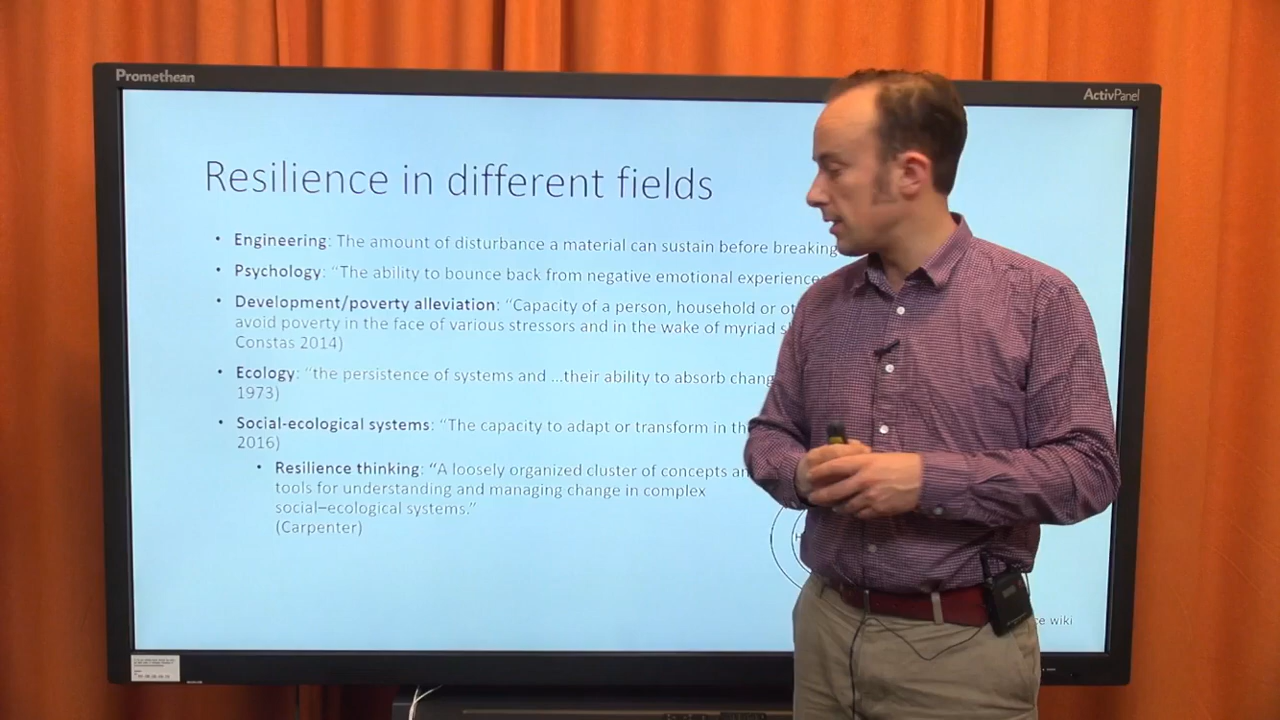 Promethean
ActivPanel
Resilience in different fields
• Engineering: The amount of disturbance a material can sustain before breaking
• Psychology: “The ability to bounce back from negative emotional experience
• Development/poverty alleviation: “Capacity of a person, household or
avoid poverty in the face of various stressors and in the wake of myriad
Constas 2014)
• Ecology: “the persistence of systems and ...their ability to absorb
1973)
• Social-ecological systems: “The capacity to adapt or transform in
2016)
• Resilience thinking: “A loosely organized cluster of concepts
tools for understanding and managing change in complex
social–ecological systems.”
(Carpenter)
wiki